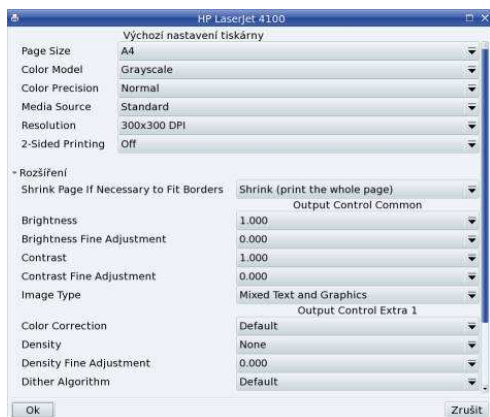 HP LaserJet 4100
Výchozí nastavení tiskárny
Page Size A4
Color Model Grayscale
Color Precision Normal
Media Source Standard
Resolution 300x300 DPI
2-Sided Printing Off
Rozšíření
Shrink Page If Necessary to Fit Borders Shrink (print the whole page)
Output Control Common
Brightness 1.000
Brightness Fine Adjustment 0.000
Contrast 1.000
Contrast Fine Adjustment 0.000
Image Type Mixed Text and Graphics
Output Control Extra 1
Color Correction Default
Density None
Density Fine Adjustment 0.000
Dither Algorithm Default
Ok Zrušit